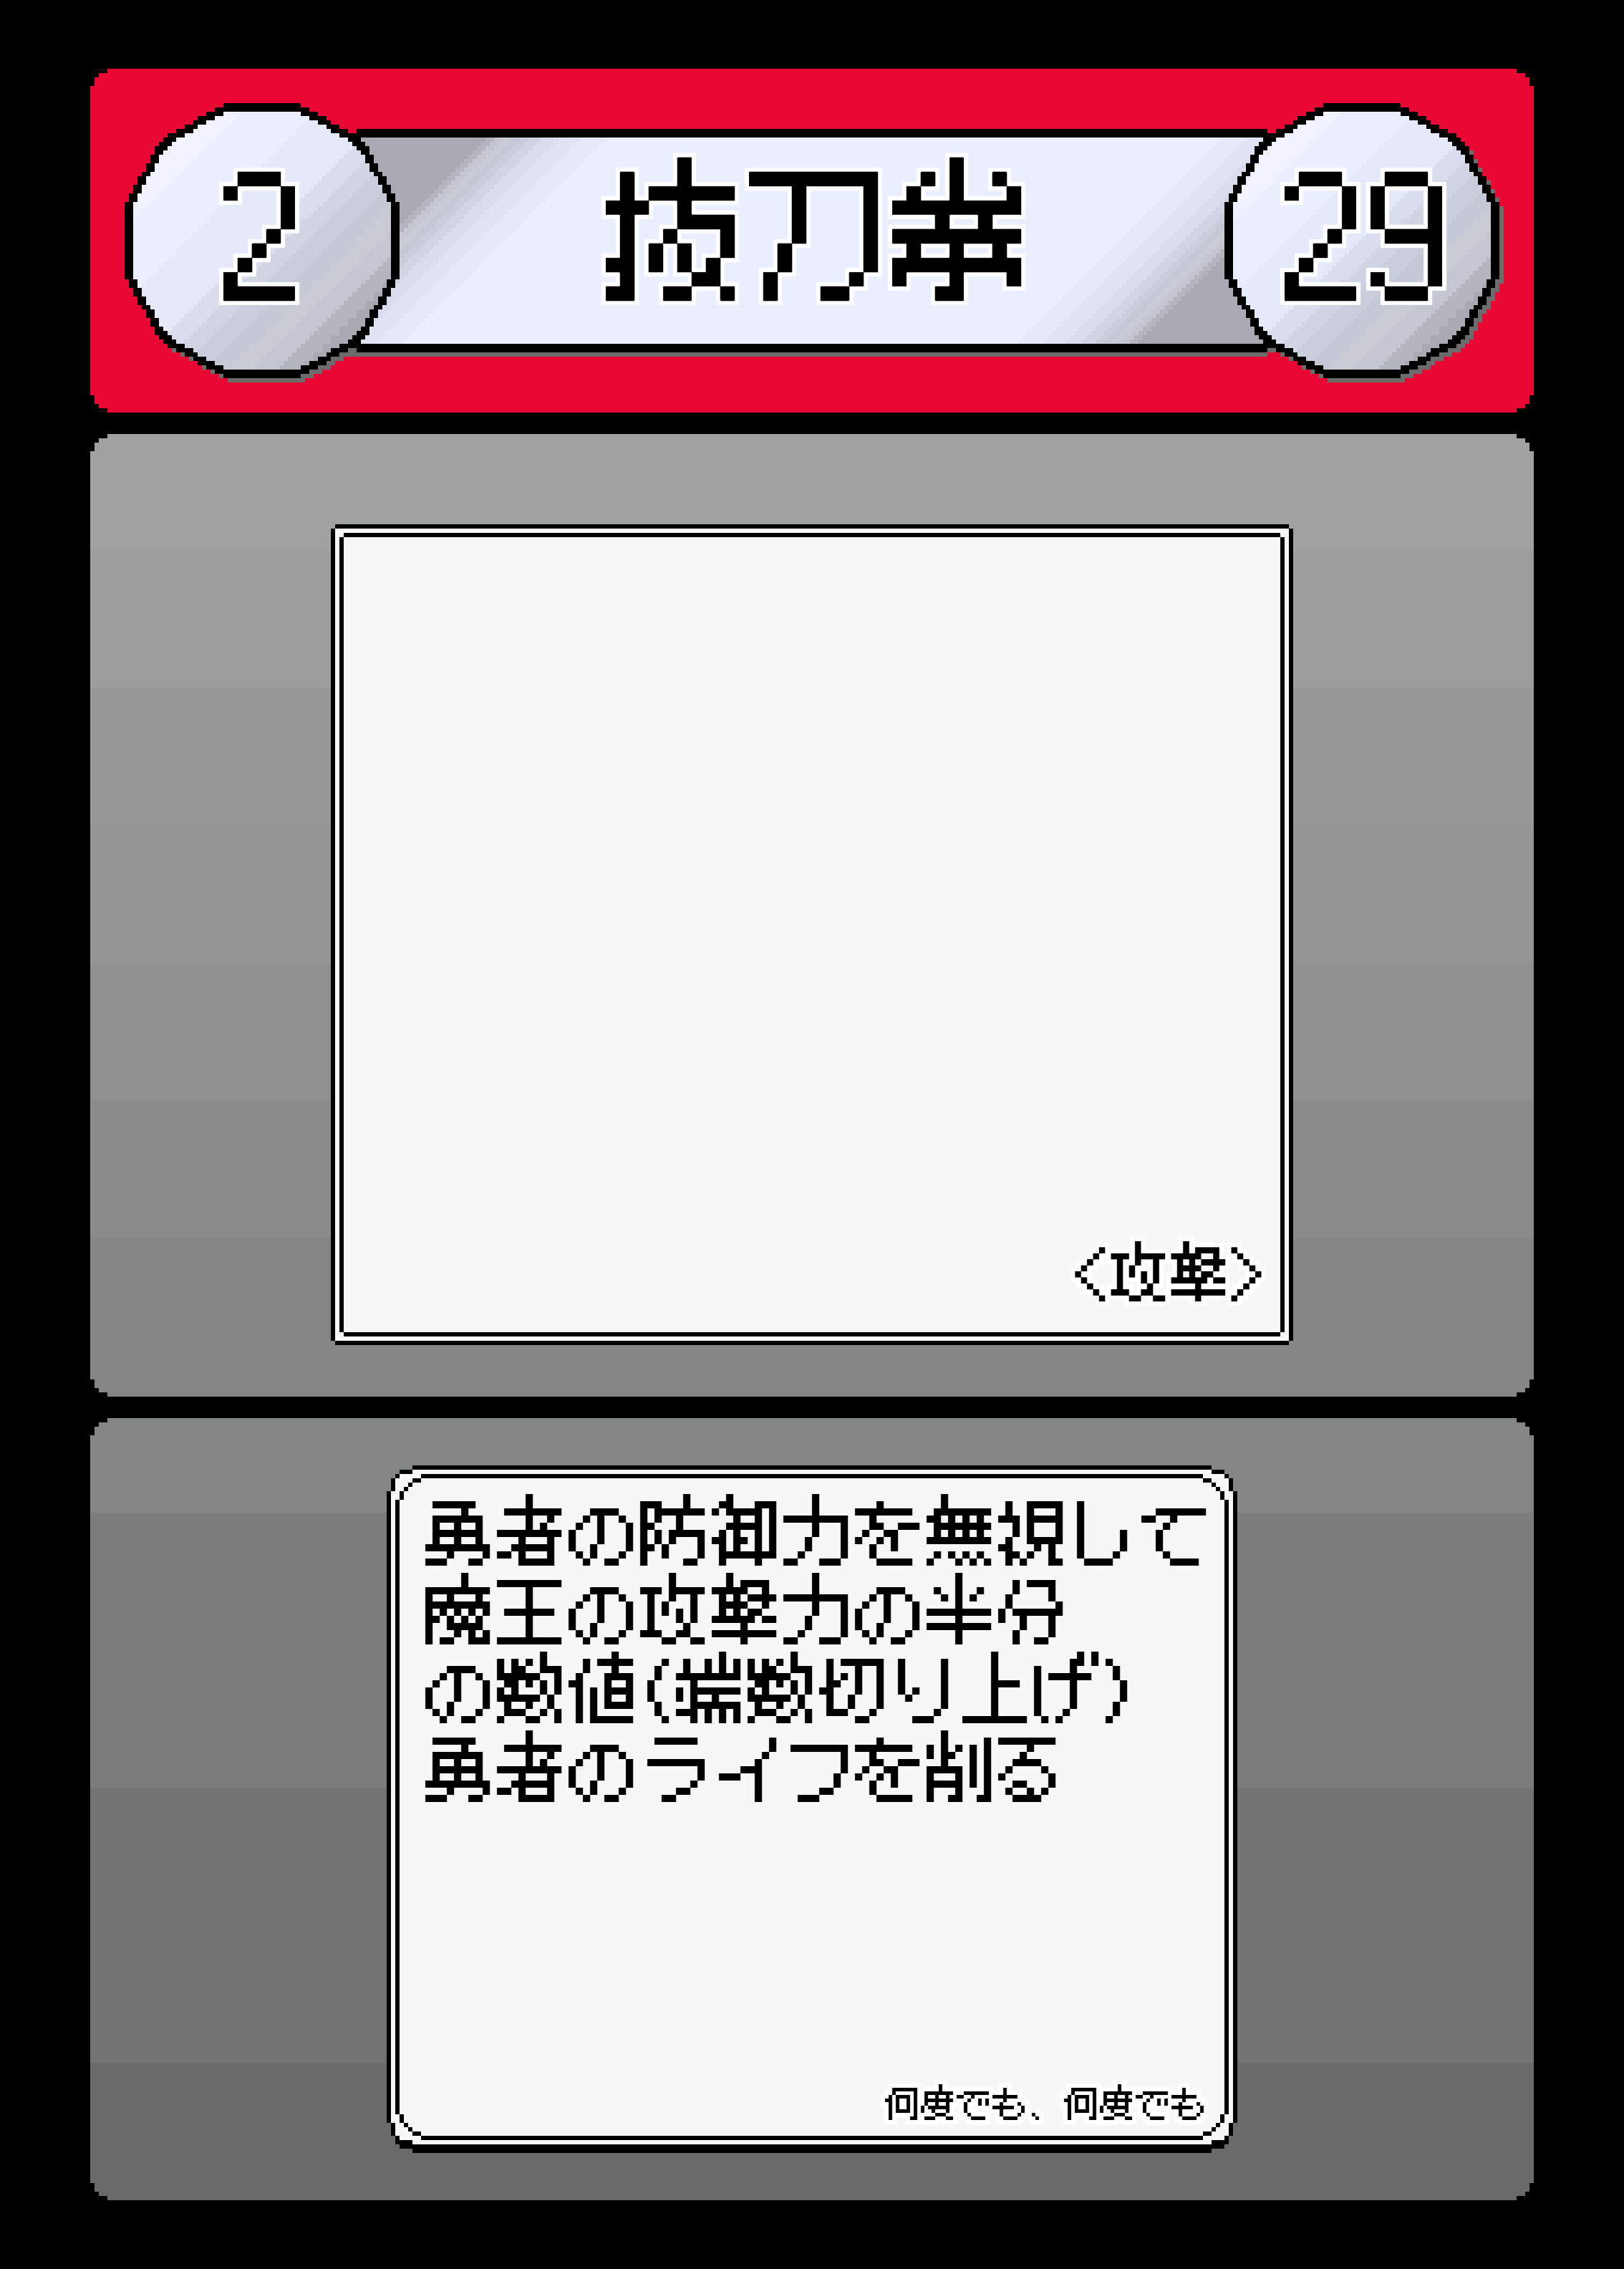 2
抜刀拳
29
〈攻撃〉
勇者の防御力を無視して
魔王の攻撃力の半分
の数値(端数切り上げ)
勇者のライフを削る
何度でも、何度でも